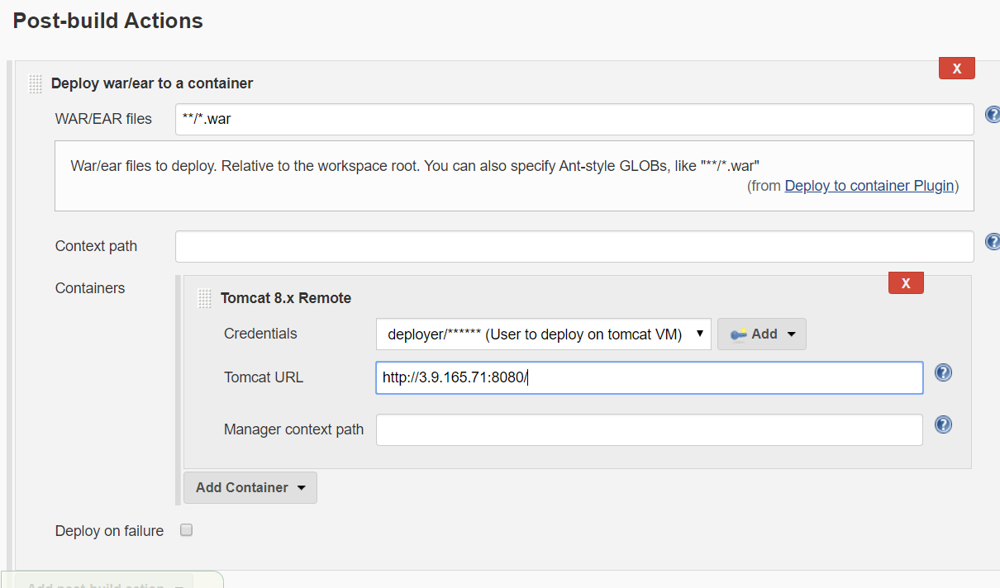 Post-build Actions
X
Deploy war/ear to a container
WAR/EAR files **/*.war
?
War/ear files to deploy. Relative to the workspace root. You can also specify Ant-style GLOBs, like "**/*.war"
(from Deploy to container Plugin)
Context path
?
Containers
X
Tomcat 8.x Remote
Credentials deployer/****** (User to deploy on tomcat VM) Add
Tomcat URL http://3.9.165.71:8080/
?
Manager context path
?
Add Container
Deploy on failure
Add post-build action